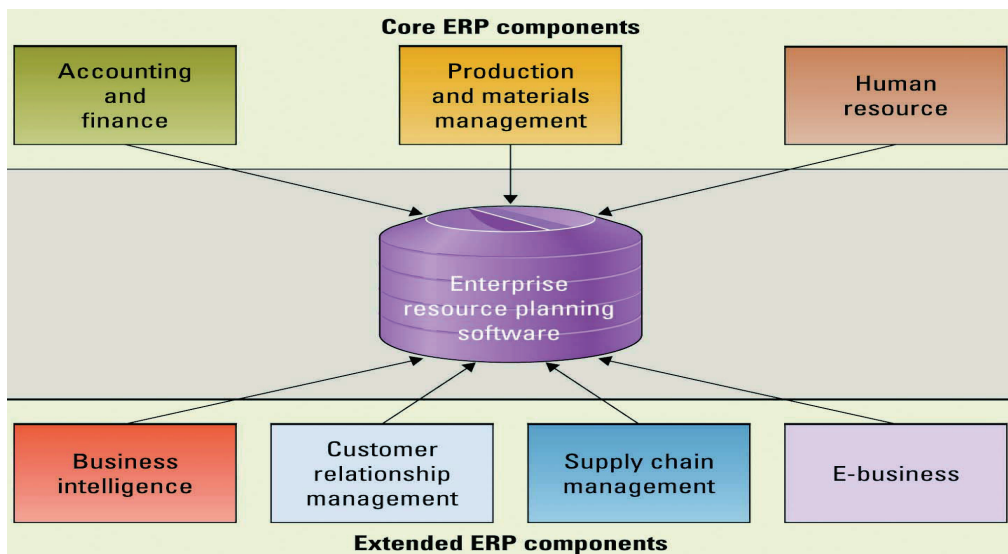 Core ERP components
Accounting
and
finance
Production
and materials
management
Human
resource
Enterprise
resource planning
software
Business
intelligence
Customer
relationship
management
Supply chain
management
E-business
Extended ERP components